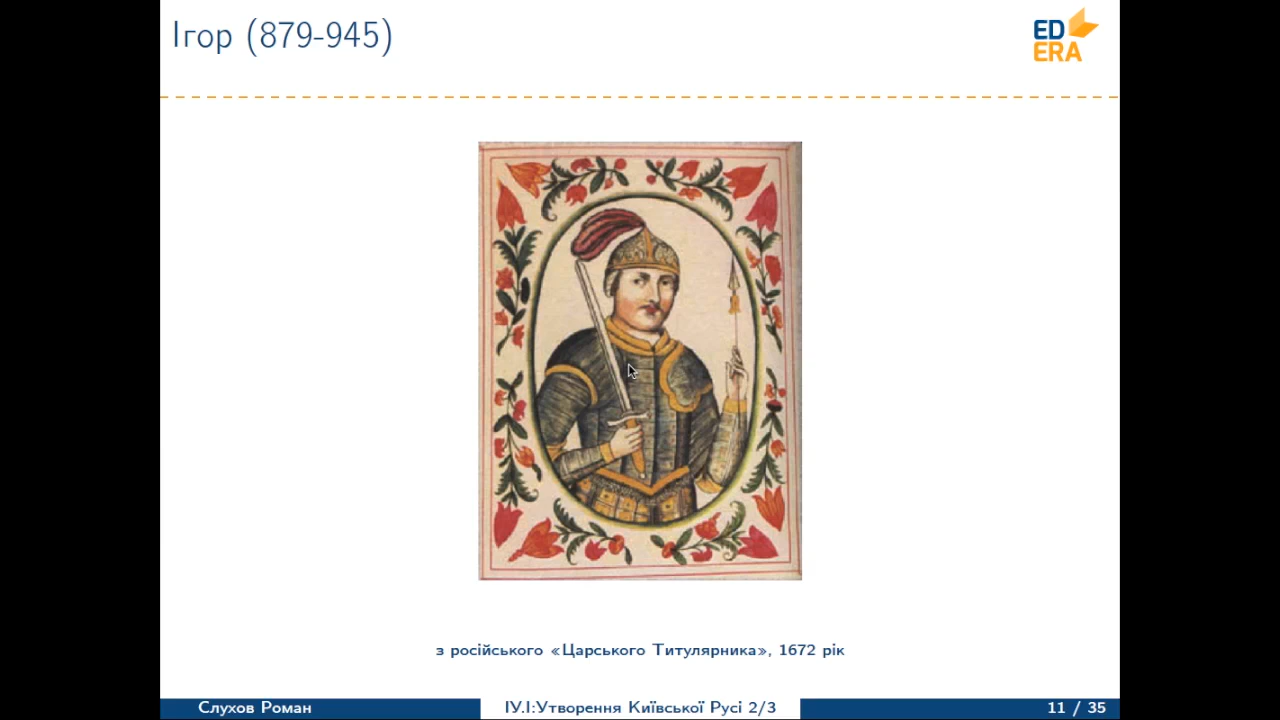 Ігор (879-945)
ED
ERA
з російського «Царського Титулярника», 1672 рік
Слухов Роман
ІУ.І:Утворення Київської Русі 2/3
11 / 35